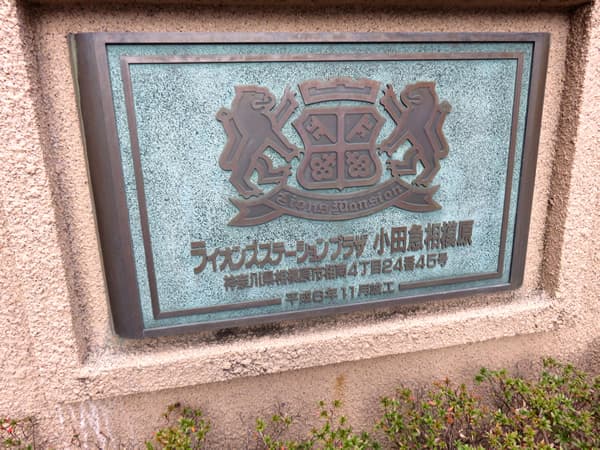 Lions Mansion
ライオンズステーションプラザ 小田急相模原
神奈川県相模原市相南4丁目24番45号
平成6年11月竣工